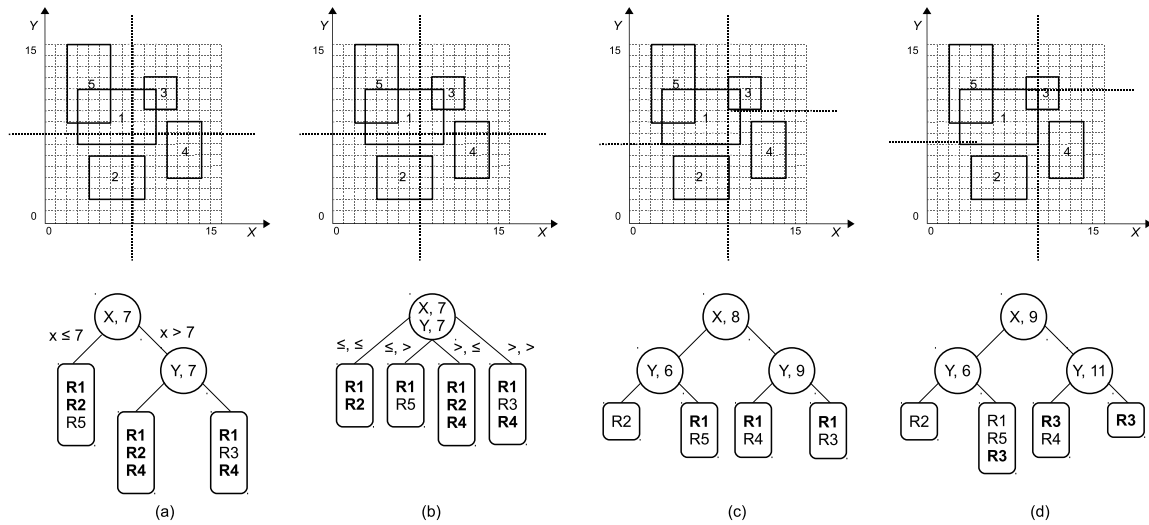 Y
15
5
3
1
4
2
0
0
15
X
Y
15
5
3
1
4
2
0
0
15
X
Y
15
5
3
1
4
2
0
0
15
X
Y
15
5
3
1
4
2
0
0
15
X
X, 7
x ≤ 7
x > 7
Y, 7
R1
R2
R5
R1
R2
R4
R1
R3
R4
(a)
X, 7
Y, 7
≤, ≤
≤, >
>, ≤
>, >
R1
R2
R1
R5
R1
R2
R4
R1
R3
R4
(b)
X, 8
Y, 6
Y, 9
R2
R1
R5
R1
R4
R1
R3
(c)
X, 9
Y, 6
Y, 11
R2
R1
R5
R3
R3
R4
R3
(d)